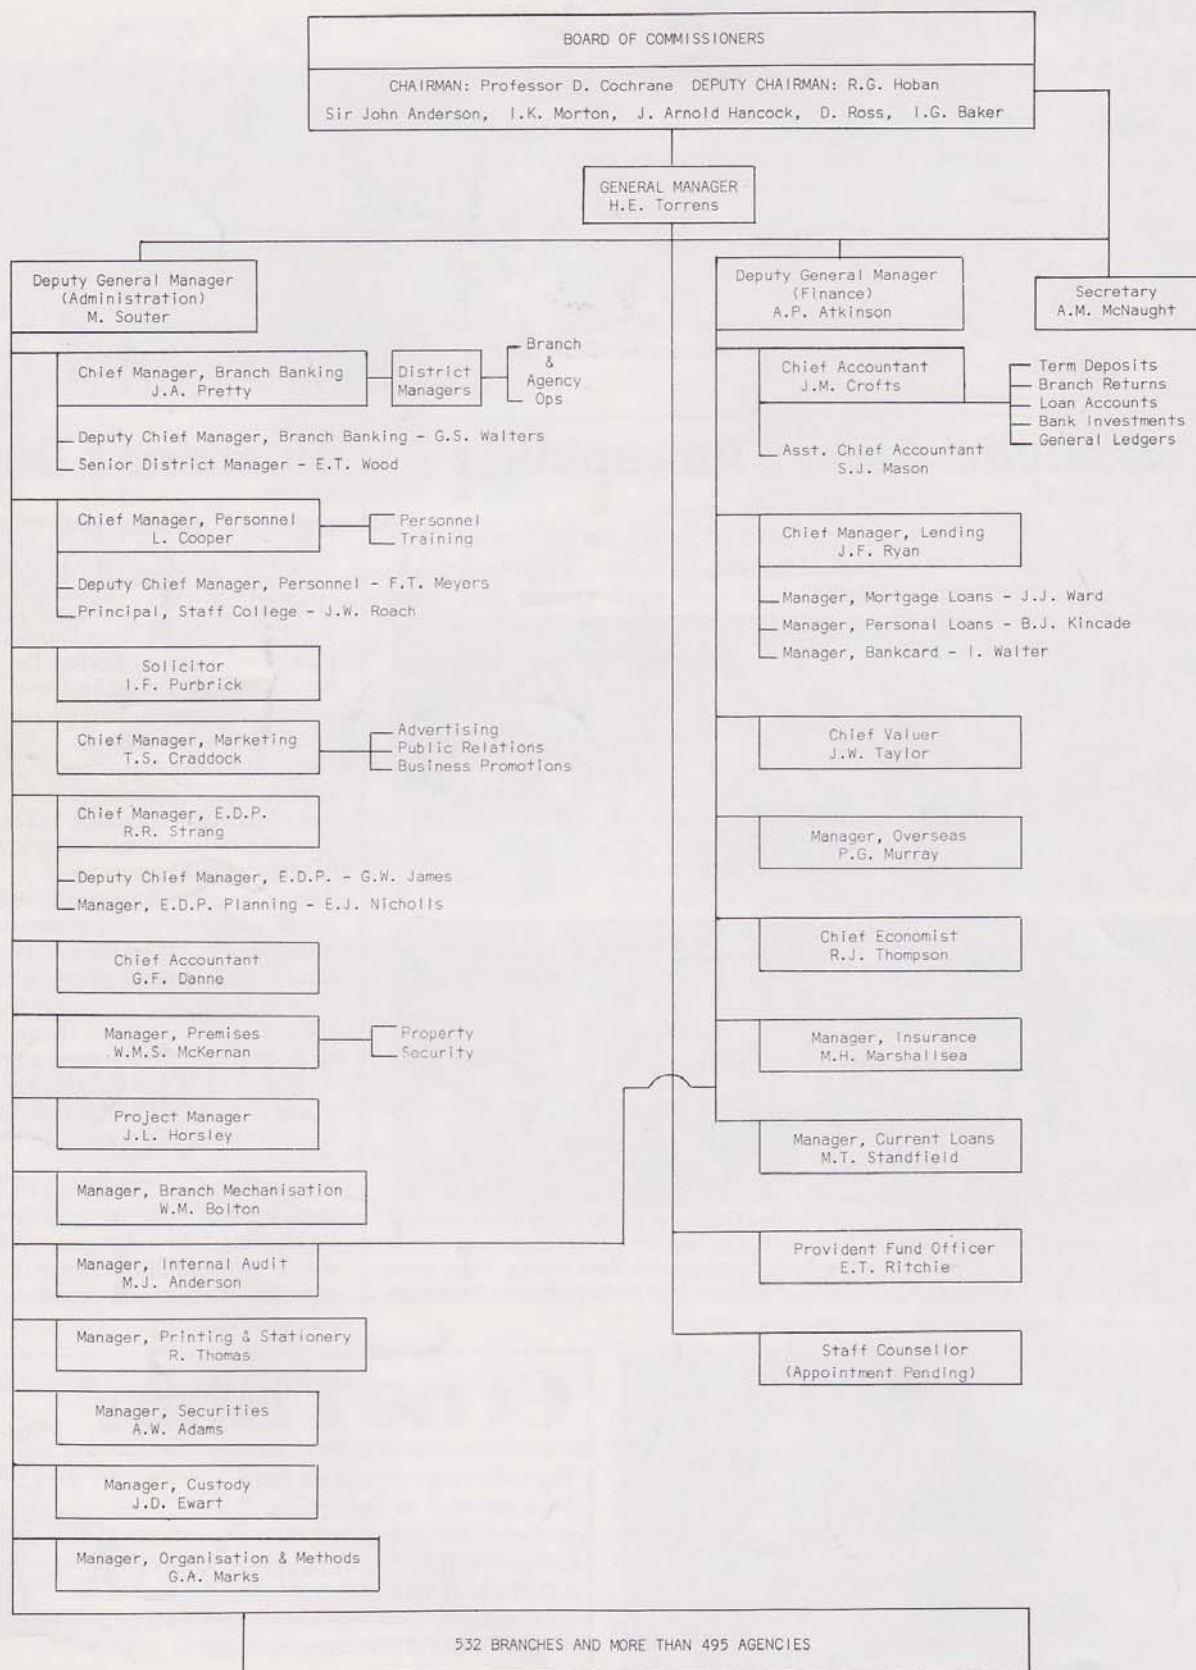 BOARD OF COMMISSIONERS
CHAIRMAN: Professor D. Cochrane DEPUTY CHAIRMAN: R.G. Hoban
Sir John Anderson, I.K. Morton, J. Arnold Hancock, D. Ross, I.G. Baker
GENERAL MANAGER
H.E. Torrens
Deputy General Manager
(Administration)
M. Souter
Chief Manager, Branch Banking
J.A. Pretty
District
Managers
Branch
&
Agency
Ops
Deputy Chief Manager, Branch Banking - G.S. Walters
Senior District Manager - E.T. Wood
Chief Manager, Personnel
L. Cooper
Personnel
Training
Deputy Chief Manager, Personnel - F.T. Meyers
Principal, Staff College - J.W. Roach
Solicitor
I.F. Purbrick
Chief Manager, Marketing
T.S. Craddock
Advertising
Public Relations
Business Promotions
Chief Manager, E.D.P.
R.R. Strang
Deputy Chief Manager, E.D.P. - G.W. James
Manager, E.D.P. Planning - E.J. Nicholls
Chief Accountant
G.F. Danne
Manager, Premises
W.M.S. McKernan
Property
Security
Project Manager
J.L. Horsley
Manager, Branch Mechanisation
W.M. Bolton
Manager, Internal Audit
M.J. Anderson
Manager, Printing & Stationery
R. Thomas
Manager, Securities
A.W. Adams
Manager, Custody
J.D. Ewart
Manager, Organisation & Methods
G.A. Marks
Deputy General Manager
(Finance)
A.P. Atkinson
Secretary
A.M. McNaught
Chief Accountant
J.M. Crofts
Term Deposits
Branch Returns
Loan Accounts
Bank Investments
General Ledgers
Asst. Chief Accountant
S.J. Mason
Chief Manager, Lending
J.F. Ryan
Manager, Mortgage Loans - J.J. Ward
Manager, Personal Loans - B.J. Kincade
Manager, Bankcard - I. Walter
Chief Valuer
J.W. Taylor
Manager, Overseas
P.G. Murray
Chief Economist
R.J. Thompson
Manager, Insurance
M.H. Marshallsea
Manager, Current Loans
M.T. Standfield
Provident Fund Officer
E.T. Ritchie
Staff Counsellor
(Appointment Pending)
532 BRANCHES AND MORE THAN 495 AGENCIES